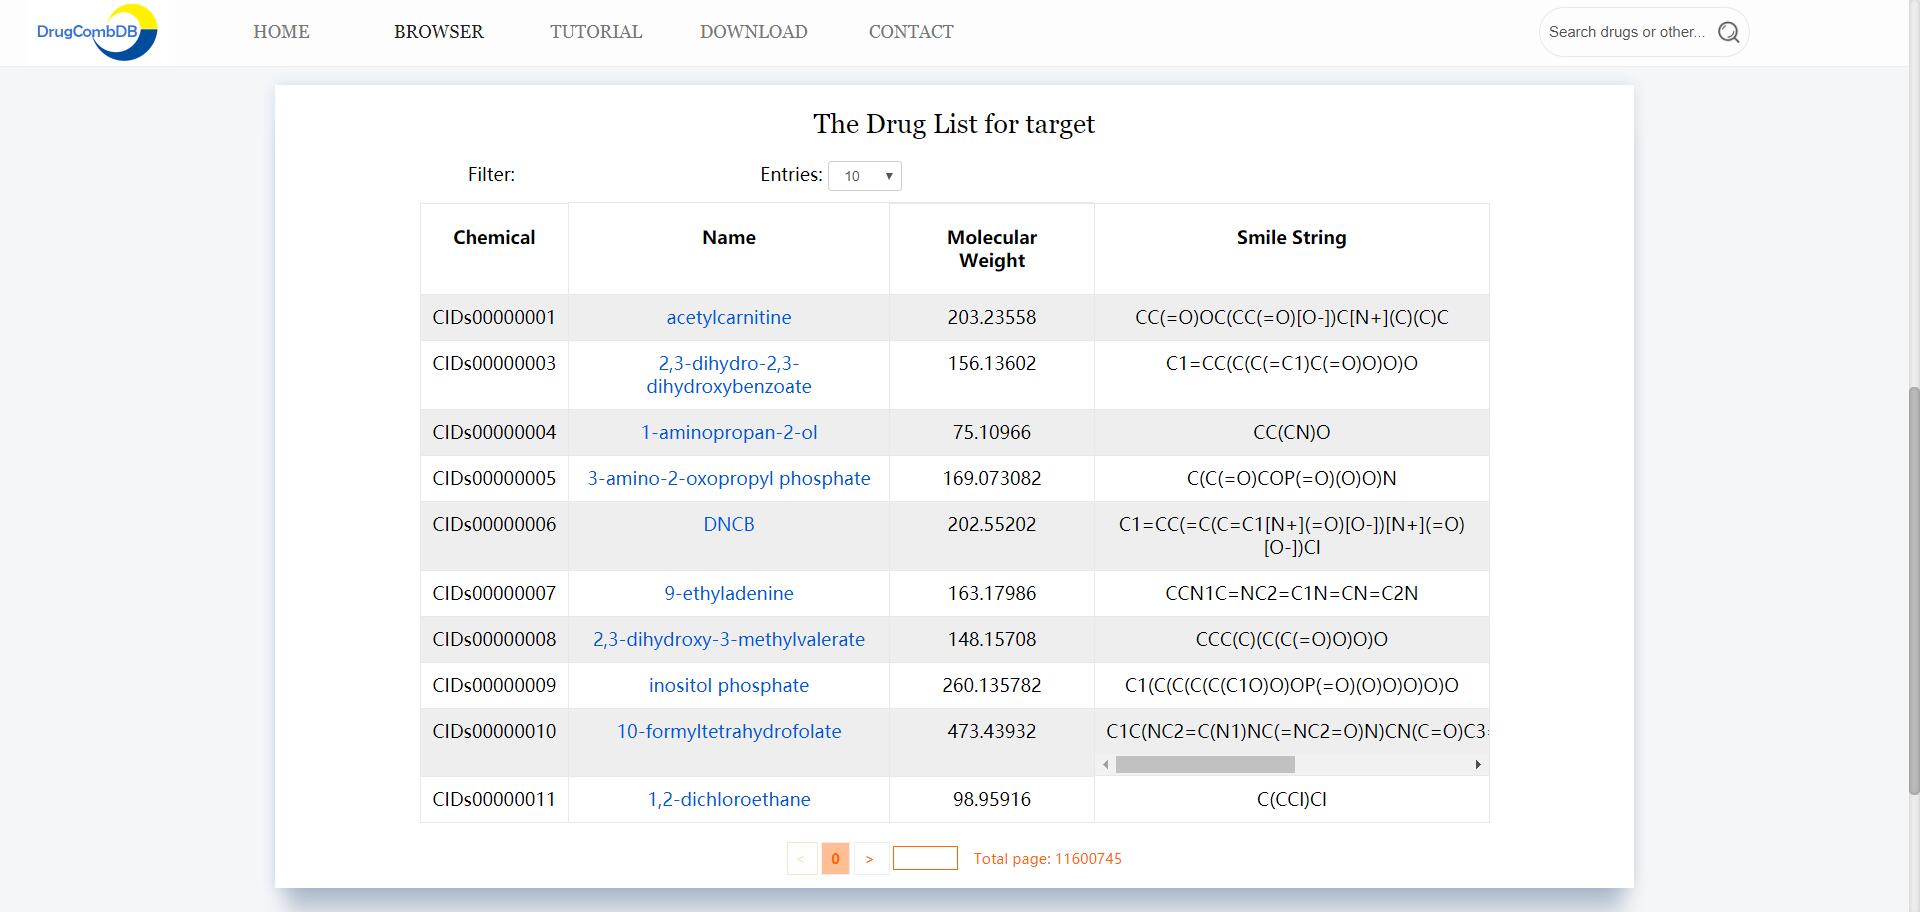 DrugCombDB HOME BROWSER TUTORIAL DOWNLOAD CONTACT Search drugs or other...
The Drug List for target
Filter: Entries: 10
Chemical Name Molecular Weight Smile String
CIDs00000001 acetylcarnitine 203.23558 CC(=O)OC(CC(=O)[O-])C[N+](C)(C)C
CIDs00000003 2,3-dihydro-2,3- 156.13602 C1=CC(C(C(=C1)C(=O)O)O)O
dihydroxybenzoate
CIDs00000004 1-aminopropan-2-ol 75.10966 CC(CN)O
CIDs00000005 3-amino-2-oxopropyl phosphate 169.073082 C(C(=O)COP(=O)(O)O)N
CIDs00000006 DNCB 202.55202 C1=CC(=C(C=C1[N+](=O)[O-])[N+](=O)
[O-])Cl
CIDs00000007 9-ethyladenine 163.17986 CCN1C=NC2=C1N=CN=C2N
CIDs00000008 2,3-dihydroxy-3-methylvalerate 148.15708 CCC(C)(C(C(=O)O)O)O
CIDs00000009 inositol phosphate 260.135782 C1(C(C(C(C(C1O)O)OP(=O)(O)O)O)O)O
CIDs00000010 10-formyltetrahydrofolate 473.43932 C1C(NC2=C(N1)NC(=NC2=O)N)CN(C=O)C3=
CIDs00000011 1,2-dichloroethane 98.95916 C(CCl)Cl
< 0 > Total page: 11600745